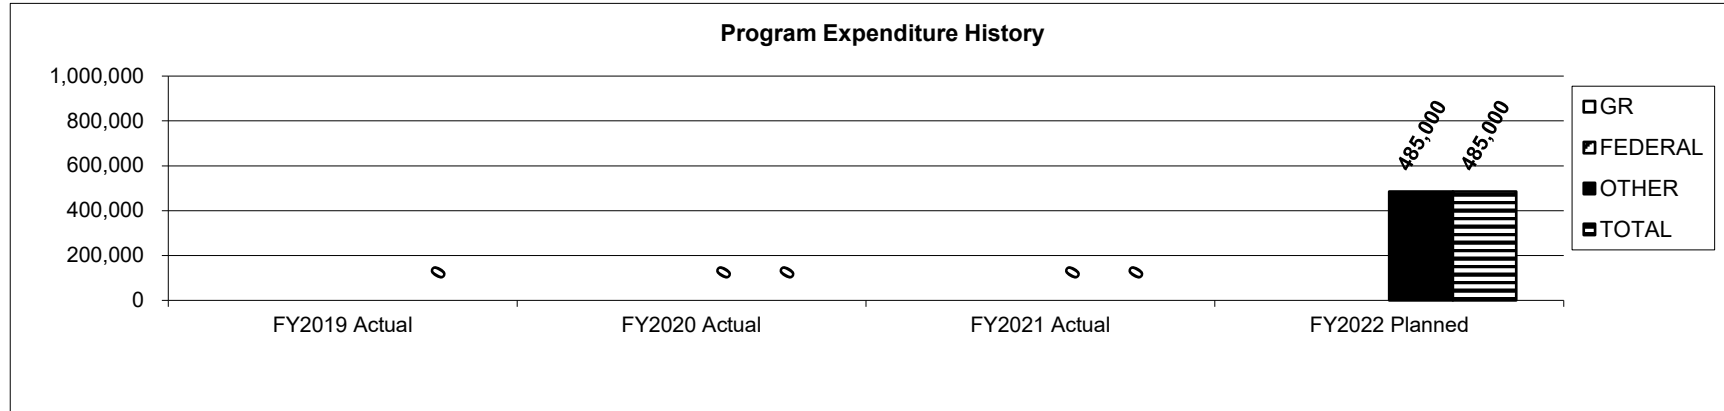 Program Expenditure History
1,000,000
800,000
600,000
400,000
200,000
0
485,000
485,000
0
0
0
0
0
FY2019 Actual
FY2020 Actual
FY2021 Actual
FY2022 Planned
GR
FEDERAL
OTHER
TOTAL